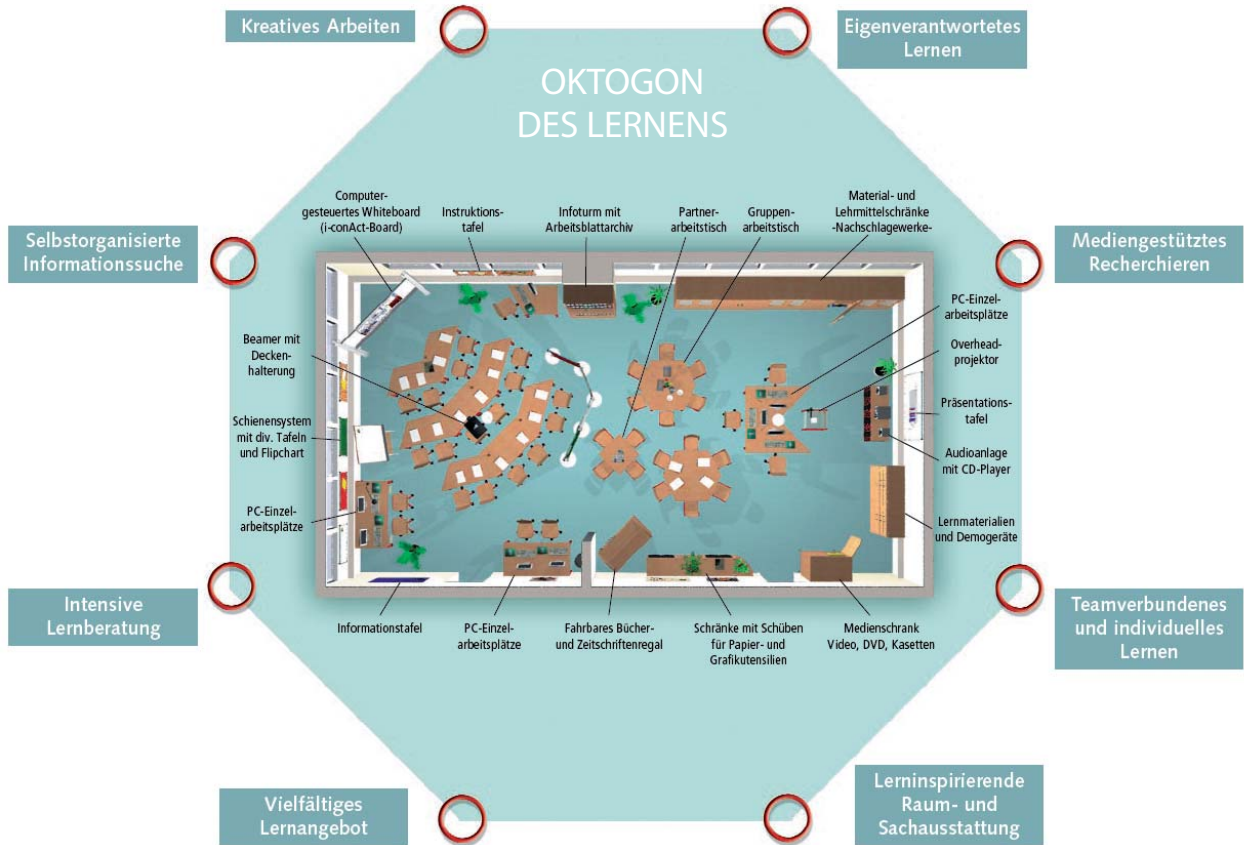 Kreatives Arbeiten
Eigenverantwortetes
Lernen
OKTOGON
DES LERNENS
Computer-
gesteuertes Whiteboard
(i-conAct-Board)
Instruktions-
tafel
Infoturm mit
Arbeitsblattarchiv
Partner-
arbeitstisch
Gruppen-
arbeitstisch
Material- und
Lehrmittelschränke
-Nachschlagewerke-
Selbstorganisierte
Informationssuche
Mediengestütztes
Recherchieren
Beamer mit
Decken-
halterung
Schienensystem
mit div. Tafeln
und Flipchart
PC-Einzel-
arbeitsplätze
PC-Einzel-
arbeitsplätze
Overhead-
projektor
Präsentations-
tafel
Audioanlage
mit CD-Player
Lernmaterialien
und Demogeräte
Informationstafel
PC-Einzel-
arbeitsplätze
Fahrbares Bücher-
und Zeitschriftenregal
Schränke mit Schüben
für Papier- und
Grafikutensilien
Medienschrank
Video, DVD, Kasetten
Intensive
Lernberatung
Teamverbundenes
und individuelles
Lernen
Vielfältiges
Lernangebot
Lerninspirierende
Raum- und
Sachausstattung